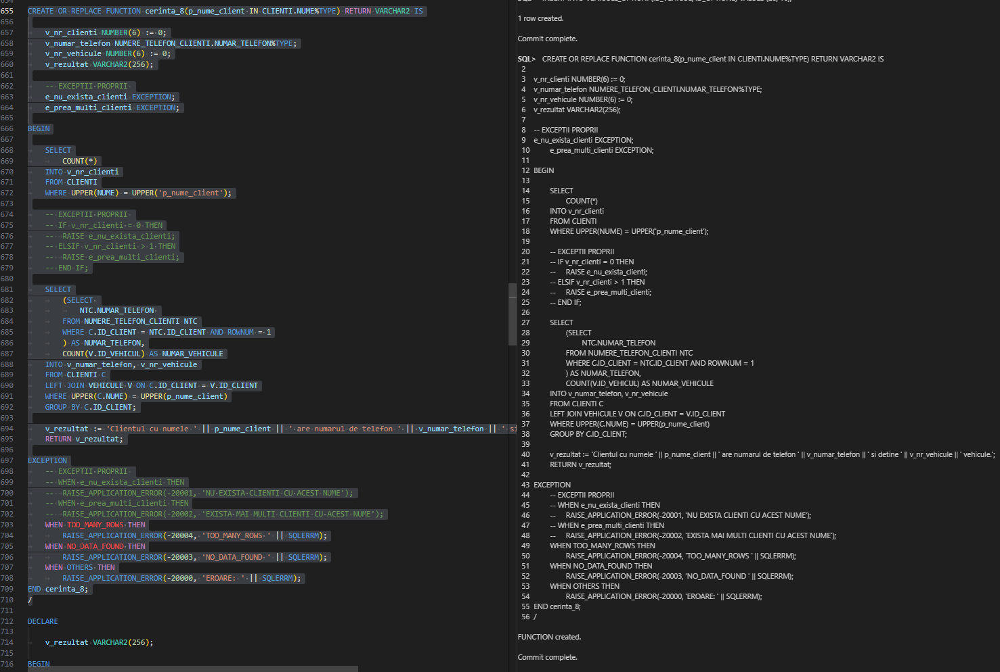 655 CREATE OR REPLACE FUNCTION cerinta_8(p_nume_client IN CLIENTI.NUME%TYPE) RETURN VARCHAR2 IS
656
657 v_nr_clienti NUMBER(6) := 0;
658 v_numar_telefon NUMERE_TELEFON_CLIENTI.NUMAR_TELEFON%TYPE;
659 v_nr_vehicule NUMBER(6) := 0;
660 v_rezultat VARCHAR2(256);
661
662 -- EXCEPTII PROPRII
663 e_nu_exista_clienti EXCEPTION;
664 e_prea_multi_clienti EXCEPTION;
665
666 BEGIN
667
668 SELECT
669 COUNT(*)
670 INTO v_nr_clienti
671 FROM CLIENTI
672 WHERE UPPER(NUME) = UPPER('p_nume_client');
673
674 -- EXCEPTII PROPRII
675 -- IF v_nr_clienti = 0 THEN
676 -- RAISE e_nu_exista_clienti;
677 -- ELSIF v_nr_clienti > 1 THEN
678 -- RAISE e_prea_multi_clienti;
679 -- END IF;
680
681 SELECT
682 (SELECT
683 NTC.NUMAR_TELEFON
684 FROM NUMERE_TELEFON_CLIENTI NTC
685 WHERE C.ID_CLIENT = NTC.ID_CLIENT AND ROWNUM = 1
686 ) AS NUMAR_TELEFON,
687 COUNT(V.ID_VEHICUL) AS NUMAR_VEHICULE
688 INTO v_numar_telefon, v_nr_vehicule
689 FROM CLIENTI C
690 LEFT JOIN VEHICULE V ON C.ID_CLIENT = V.ID_CLIENT
691 WHERE UPPER(C.NUME) = UPPER(p_nume_client)
692 GROUP BY C.ID_CLIENT;
693
694 v_rezultat := 'Clientul cu numele ' || p_nume_client || ' are numarul de telefon ' || v_numar_telefon || ' si
695 RETURN v_rezultat;
696
697 EXCEPTION
698 -- EXCEPTII PROPRII
699 -- WHEN e_nu_exista_clienti THEN
700 -- RAISE_APPLICATION_ERROR(-20001, 'NU EXISTA CLIENTI CU ACEST NUME');
701 -- WHEN e_prea_multi_clienti THEN
702 -- RAISE_APPLICATION_ERROR(-20002, 'EXISTA MAI MULTI CLIENTI CU ACEST NUME');
703 WHEN TOO_MANY_ROWS THEN
704 RAISE_APPLICATION_ERROR(-20004, 'TOO_MANY_ROWS ' || SQLERRM);
705 WHEN NO_DATA_FOUND THEN
706 RAISE_APPLICATION_ERROR(-20003, 'NO_DATA_FOUND ' || SQLERRM);
707 WHEN OTHERS THEN
708 RAISE_APPLICATION_ERROR(-20000, 'EROARE: ' || SQLERRM);
709 END cerinta_8;
710 /
711
712 DECLARE
713
714 v_rezultat VARCHAR2(256);
715
716 BEGIN
1 row created.
Commit complete.
SQL> CREATE OR REPLACE FUNCTION cerinta_8(p_nume_client IN CLIENTI.NUME%TYPE) RETURN VARCHAR2 IS
2
3 v_nr_clienti NUMBER(6) := 0;
4 v_numar_telefon NUMERE_TELEFON_CLIENTI.NUMAR_TELEFON%TYPE;
5 v_nr_vehicule NUMBER(6) := 0;
6 v_rezultat VARCHAR2(256);
7
8 -- EXCEPTII PROPRII
9 e_nu_exista_clienti EXCEPTION;
10 e_prea_multi_clienti EXCEPTION;
11
12 BEGIN
13
14 SELECT
15 COUNT(*)
16 INTO v_nr_clienti
17 FROM CLIENTI
18 WHERE UPPER(NUME) = UPPER('p_nume_client');
19
20 -- EXCEPTII PROPRII
21 -- IF v_nr_clienti = 0 THEN
22 -- RAISE e_nu_exista_clienti;
23 -- ELSIF v_nr_clienti > 1 THEN
24 -- RAISE e_prea_multi_clienti;
25 -- END IF;
26
27 SELECT
28 (SELECT
29 NTC.NUMAR_TELEFON
30 FROM NUMERE_TELEFON_CLIENTI NTC
31 WHERE C.ID_CLIENT = NTC.ID_CLIENT AND ROWNUM = 1
32 ) AS NUMAR_TELEFON,
33 COUNT(V.ID_VEHICUL) AS NUMAR_VEHICULE
34 INTO v_numar_telefon, v_nr_vehicule
35 FROM CLIENTI C
36 LEFT JOIN VEHICULE V ON C.ID_CLIENT = V.ID_CLIENT
37 WHERE UPPER(C.NUME) = UPPER(p_nume_client)
38 GROUP BY C.ID_CLIENT;
39
40 v_rezultat := 'Clientul cu numele ' || p_nume_client || ' are numarul de telefon ' || v_numar_telefon || ' si detine ' || v_nr_vehicule || ' vehicule.';
41 RETURN v_rezultat;
42
43 EXCEPTION
44 -- EXCEPTII PROPRII
45 -- WHEN e_nu_exista_clienti THEN
46 -- RAISE_APPLICATION_ERROR(-20001, 'NU EXISTA CLIENTI CU ACEST NUME');
47 -- WHEN e_prea_multi_clienti THEN
48 -- RAISE_APPLICATION_ERROR(-20002, 'EXISTA MAI MULTI CLIENTI CU ACEST NUME');
49 WHEN TOO_MANY_ROWS THEN
50 RAISE_APPLICATION_ERROR(-20004, 'TOO_MANY_ROWS ' || SQLERRM);
51 WHEN NO_DATA_FOUND THEN
52 RAISE_APPLICATION_ERROR(-20003, 'NO_DATA_FOUND ' || SQLERRM);
53 WHEN OTHERS THEN
54 RAISE_APPLICATION_ERROR(-20000, 'EROARE: ' || SQLERRM);
55 END cerinta_8;
56 /
FUNCTION created.
Commit complete.